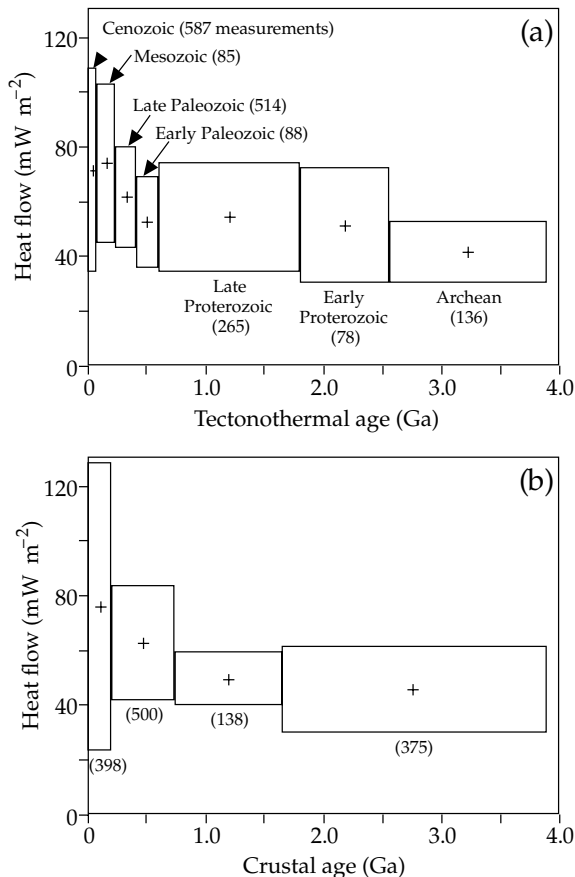 (a)
120
80
40
0
Heat flow (mW m−2)
Cenozoic (587 measurements)
Mesozoic (85)
Late Paleozoic (514)
Early Paleozoic (88)
Late
Proterozoic
(265)
Early
Proterozoic
(78)
Archean
(136)
0 1.0 2.0 3.0 4.0
Tectonothermal age (Ga)
(b)
120
80
40
0
Heat flow (mW m−2)
(398)
(500)
(138)
(375)
0 1.0 2.0 3.0 4.0
Crustal age (Ga)